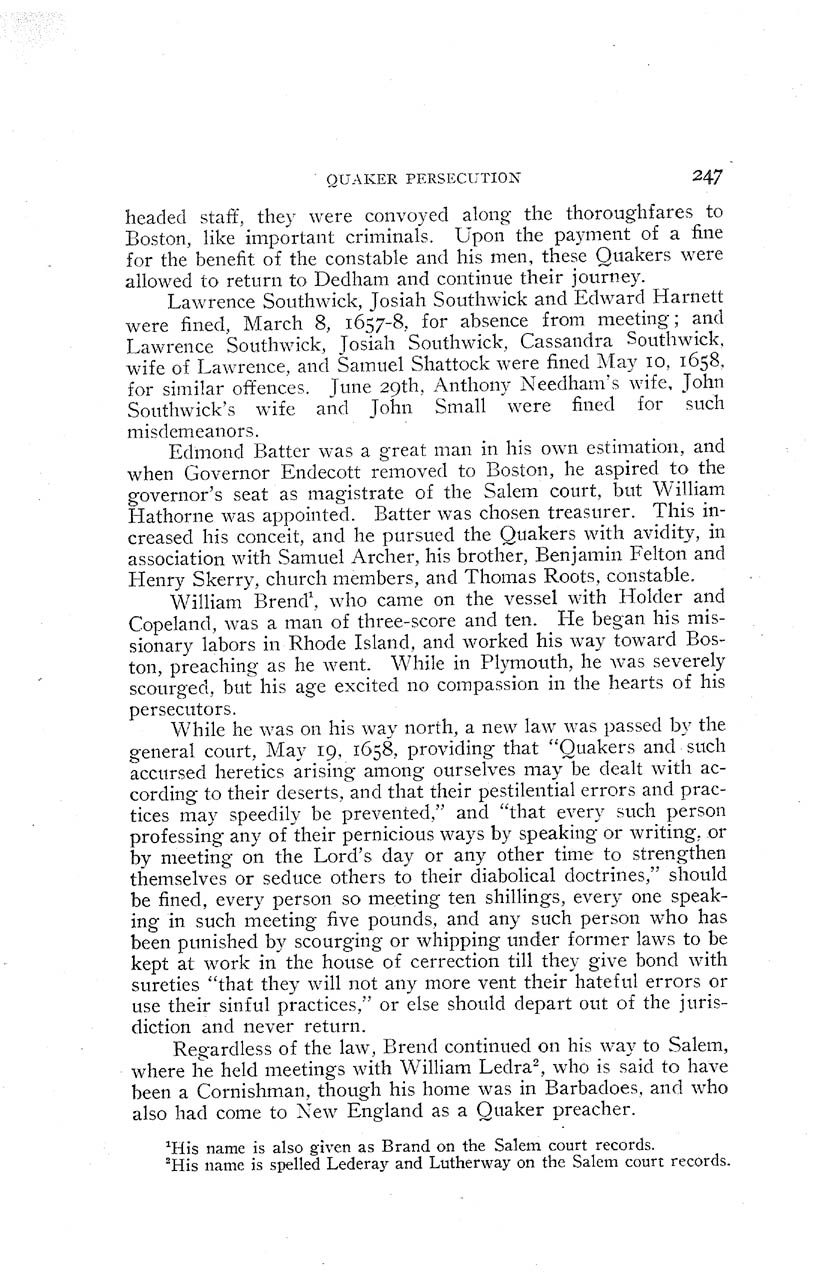 QUAKER PERSECUTION 247
headed staff, they were convoyed along the thoroughfares to
Boston, like important criminals. Upon the payment of a fine
for the benefit of the constable and his men, these Quakers were
allowed to return to Dedham and continue their journey.
Lawrence Southwick, Josiah Southwick and Edward Harnett
were fined, March 8, 1657-8, for absence from meeting; and
Lawrence Southwick, Josiah Southwick, Cassandra Southwick,
wife of Lawrence, and Samuel Shattock were fined May 10, 1658,
for similar offences. June 29th, Anthony Needham's wife, John
Southwick's wife and John Small were fined for such
misdemeanors.
Edmond Batter was a great man in his own estimation, and
when Governor Endecott removed to Boston, he aspired to the
governor's seat as magistrate of the Salem court, but William
Hathorne was appointed. Batter was chosen treasurer. This in-
creased his conceit, and he pursued the Quakers with avidity, in
association with Samuel Archer, his brother, Benjamin Felton and
Henry Skerry, church members, and Thomas Roots, constable.
William Brend¹, who came on the vessel with Holder and
Copeland, was a man of three-score and ten. He began his mis-
sionary labors in Rhode Island, and worked his way toward Bos-
ton, preaching as he went. While in Plymouth, he was severely
scourged, but his age excited no compassion in the hearts of his
persecutors.
While he was on his way north, a new law was passed by the
general court, May 19, 1658, providing that "Quakers and such
accursed heretics arising among ourselves may be dealt with ac-
cording to their deserts, and that their pestilential errors and prac-
tices may speedily be prevented," and "that every such person
professing any of their pernicious ways by speaking or writing, or
by meeting on the Lord's day or any other time to strengthen
themselves or seduce others to their diabolical doctrines," should
be fined, every person so meeting ten shillings, every one speak-
ing in such meeting five pounds, and any such person who has
been punished by scourging or whipping under former laws to be
kept at work in the house of cerrection till they give bond with
sureties "that they will not any more vent their hateful errors or
use their sinful practices," or else should depart out of the juris-
diction and never return.
Regardless of the law, Brend continued on his way to Salem,
where he held meetings with William Ledra², who is said to have
been a Cornishman, though his home was in Barbadoes, and who
also had come to New England as a Quaker preacher.
¹His name is also given as Brand on the Salem court records.
²His name is spelled Lederay and Lutherway on the Salem court records.